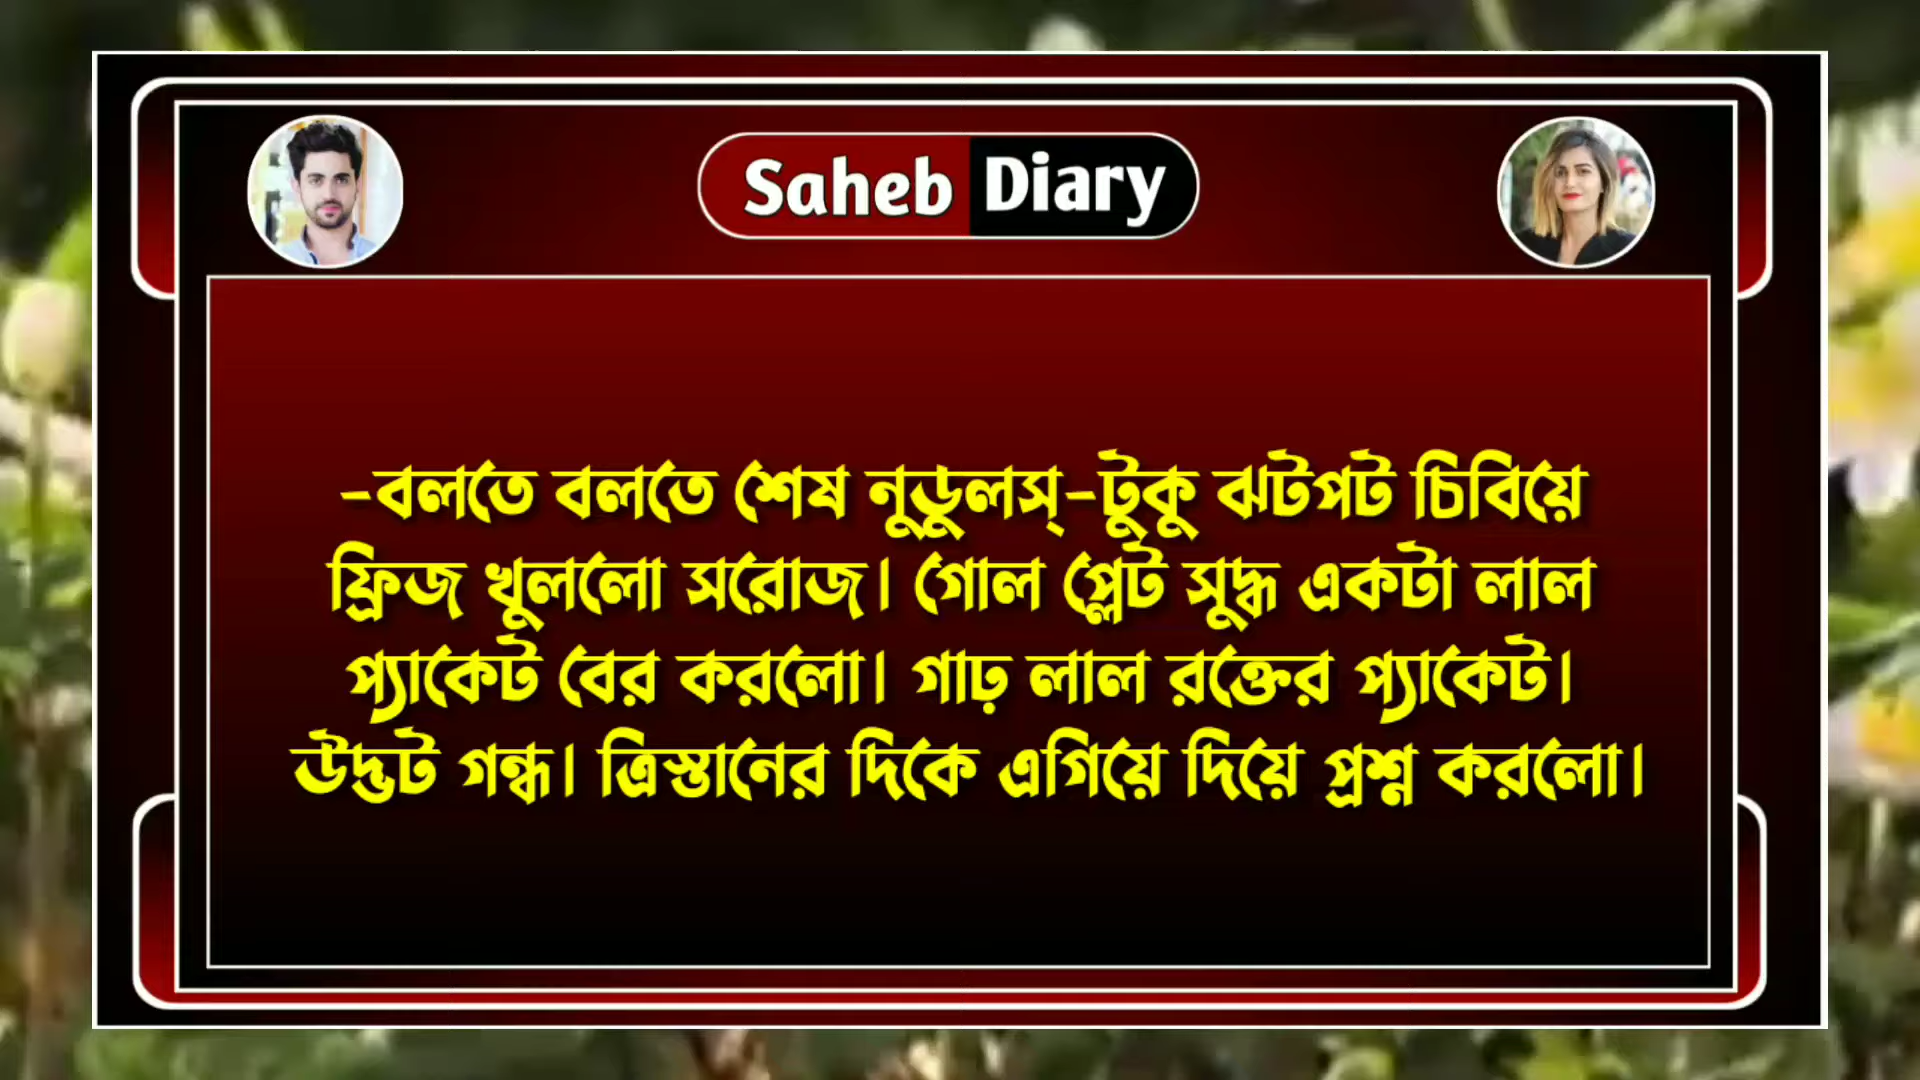 Saheb Diary
-বলতে বলতে শেষ নুডুলস্-টুকু ঝটপট চিবিয়ে
ফ্রিজ খুললো সরোজ। গোল প্লেট সুদ্ধ একটা লাল
প্যাকেট বের করলো। গাঢ় লাল রক্তের প্যাকেট।
উদ্ভট গন্ধ। ত্রিস্তানের দিকে এগিয়ে দিয়ে প্রশ্ন করলো।